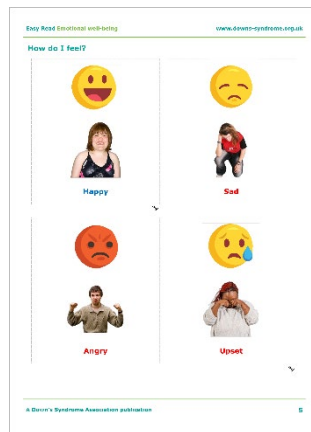 Easy Read Emotional well-being
www.downs-syndrome.org.uk
How do I feel?
Happy
Sad
Angry
Upset
A Down's Syndrome Association publication
5